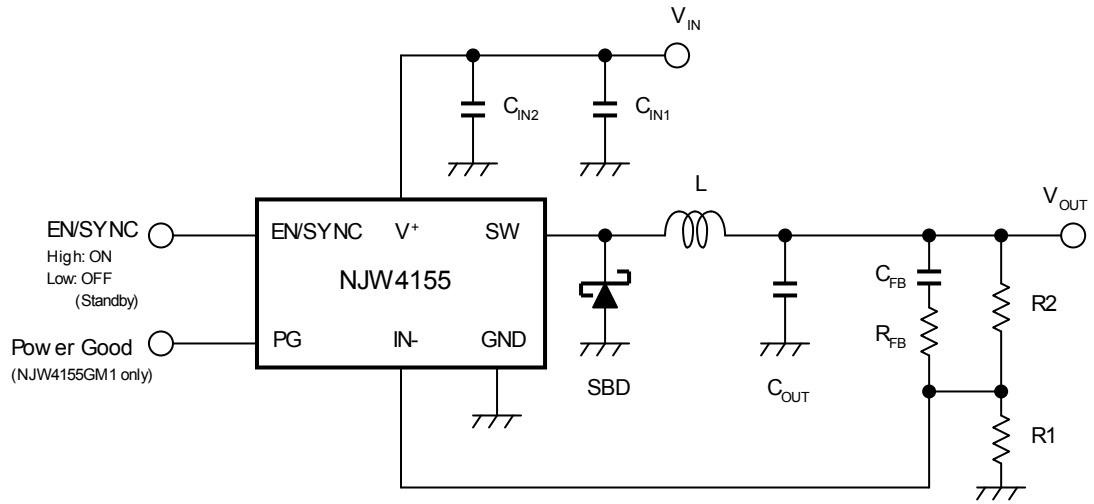 V_IN
C_IN2
C_IN1
L
V_OUT
EN/SYNC
High: ON
Low: OFF
(Standby)
EN/SYNC
V+
SW
NJW4155
C_FB
R2
Power Good
(NJW4155GM1 only)
PG
IN-
GND
R_FB
SBD
C_OUT
R1